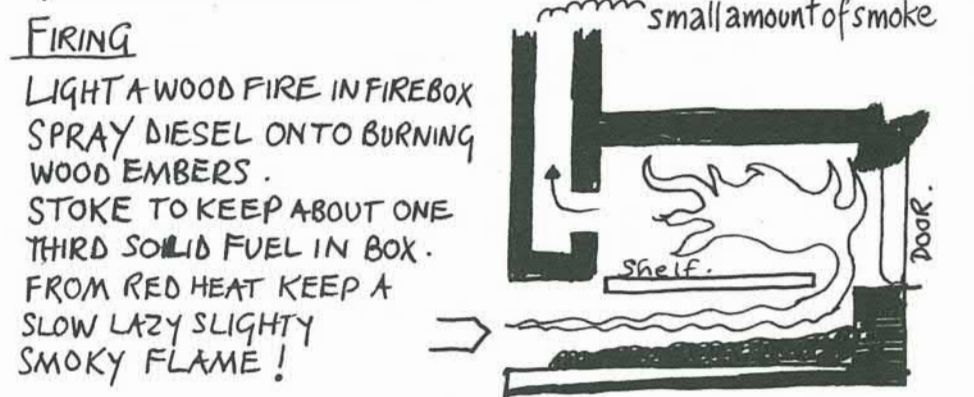 small amount of smoke
FIRING
LIGHT A WOOD FIRE IN FIREBOX
SPRAY DIESEL ONTO BURNING
WOOD EMBERS.
STOKE TO KEEP ABOUT ONE
THIRD SOLID FUEL IN BOX.
FROM RED HEAT KEEP A
SLOW LAZY SLIGHTY
SMOKY FLAME!
Shelf.
DOOR.